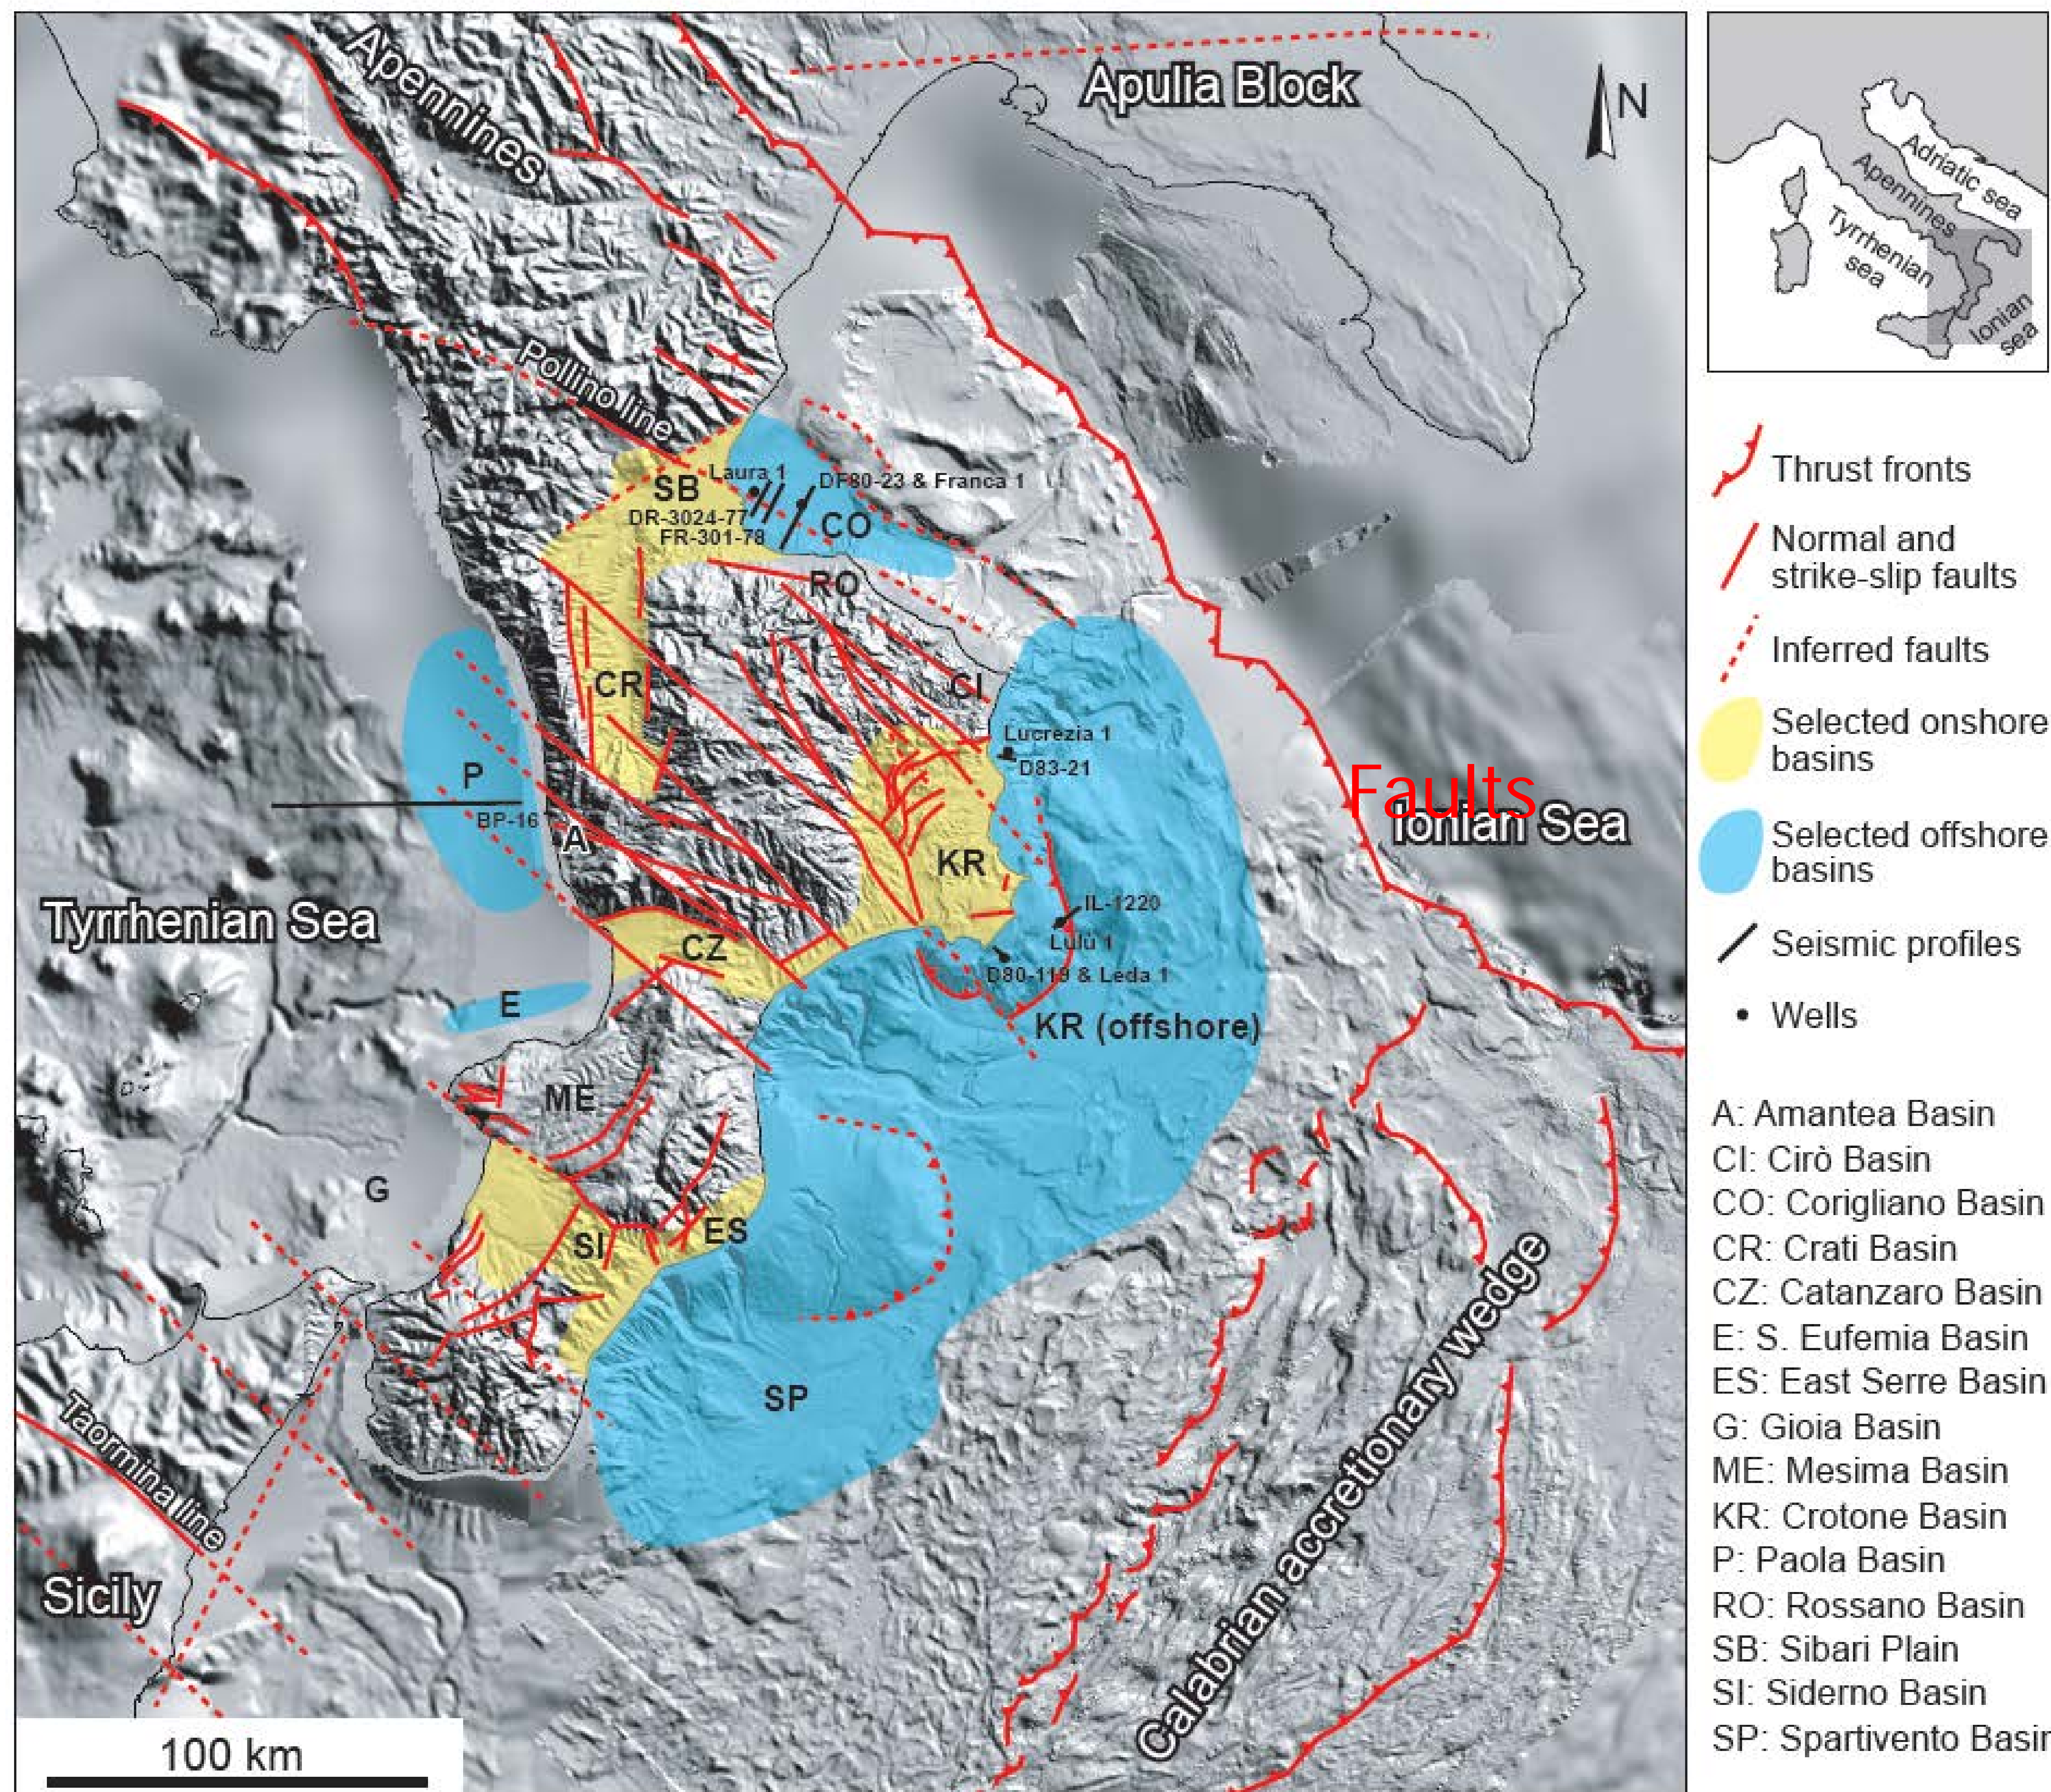 Apennines
Apulia Block
N
Pollino line
Laura 1
DF80-23 & Franca 1
SB
DR-3024-77
CO
FR-301-78
RO
CR
CI
Lucrezia 1
D83-21
P
BP-16
A
Faults
Ionian Sea
KR
Tyrrhenian Sea
IL-1220
CZ
Lulù 1
D80-119 & Leda 1
E
KR (offshore)
ME
G
SI
ES
SP
Taormina line
Sicily
Calabrian accretionary wedge
100 km
Adriatic sea
Apennines
Tyrrhenian
sea
Ionian
sea
Thrust fronts
Normal and
strike-slip faults
Inferred faults
Selected onshore
basins
Selected offshore
basins
Seismic profiles
Wells
A: Amantea Basin
CI: Cirò Basin
CO: Corigliano Basin
CR: Crati Basin
CZ: Catanzaro Basin
E: S. Eufemia Basin
ES: East Serre Basin
G: Gioia Basin
ME: Mesima Basin
KR: Crotone Basin
P: Paola Basin
RO: Rossano Basin
SB: Sibari Plain
SI: Siderno Basin
SP: Spartivento Basin